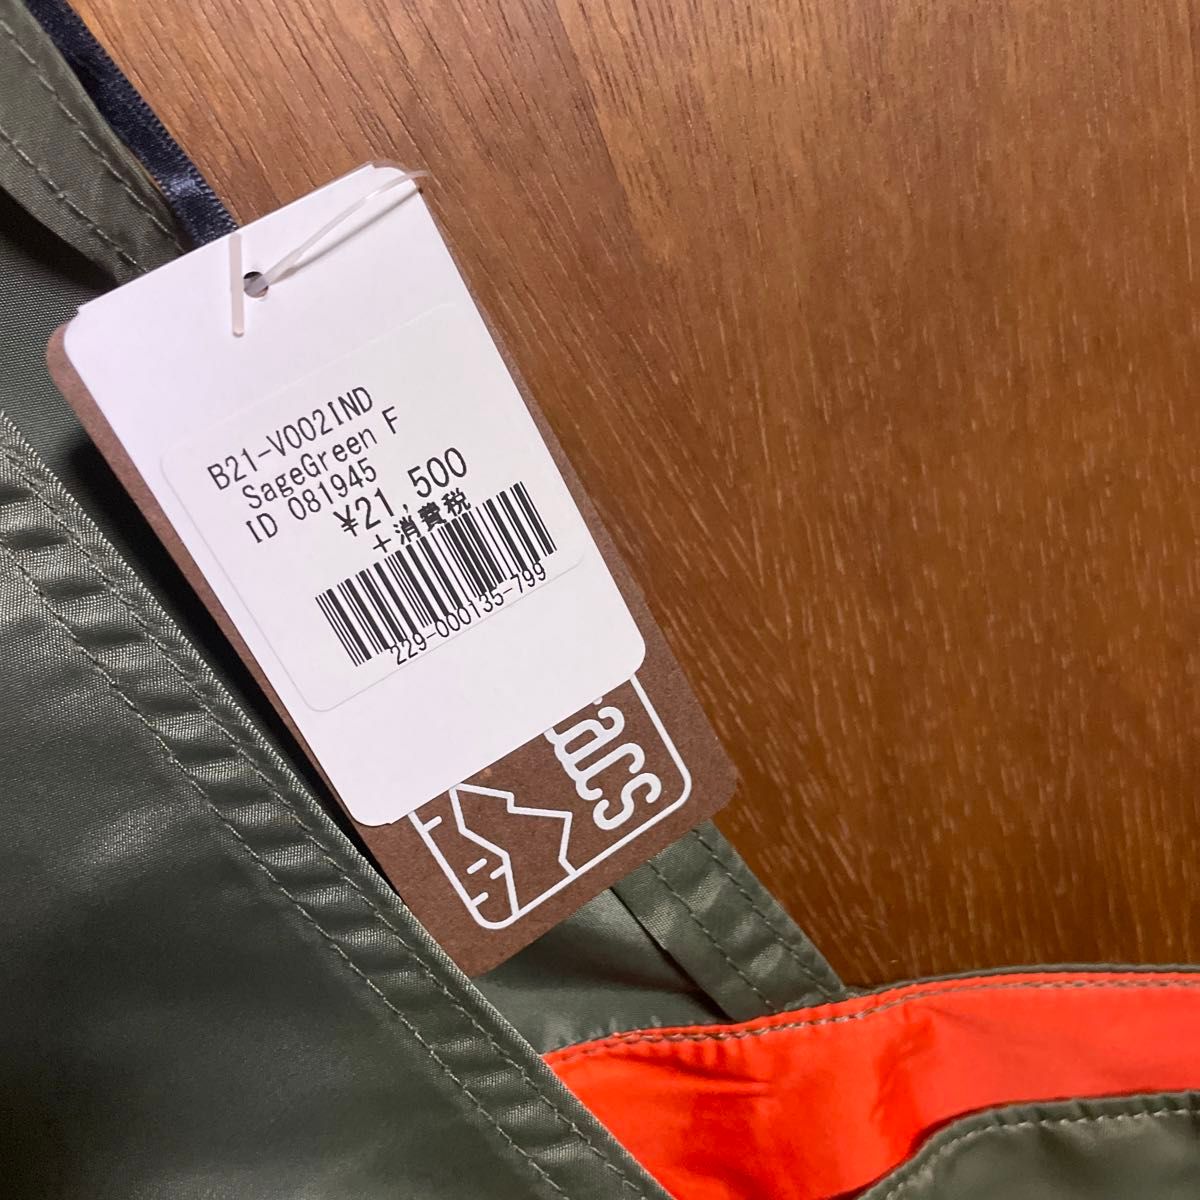 B21-V002IND
SageGreen F
ID 081945
¥21,500
+消費税
229-000135-799